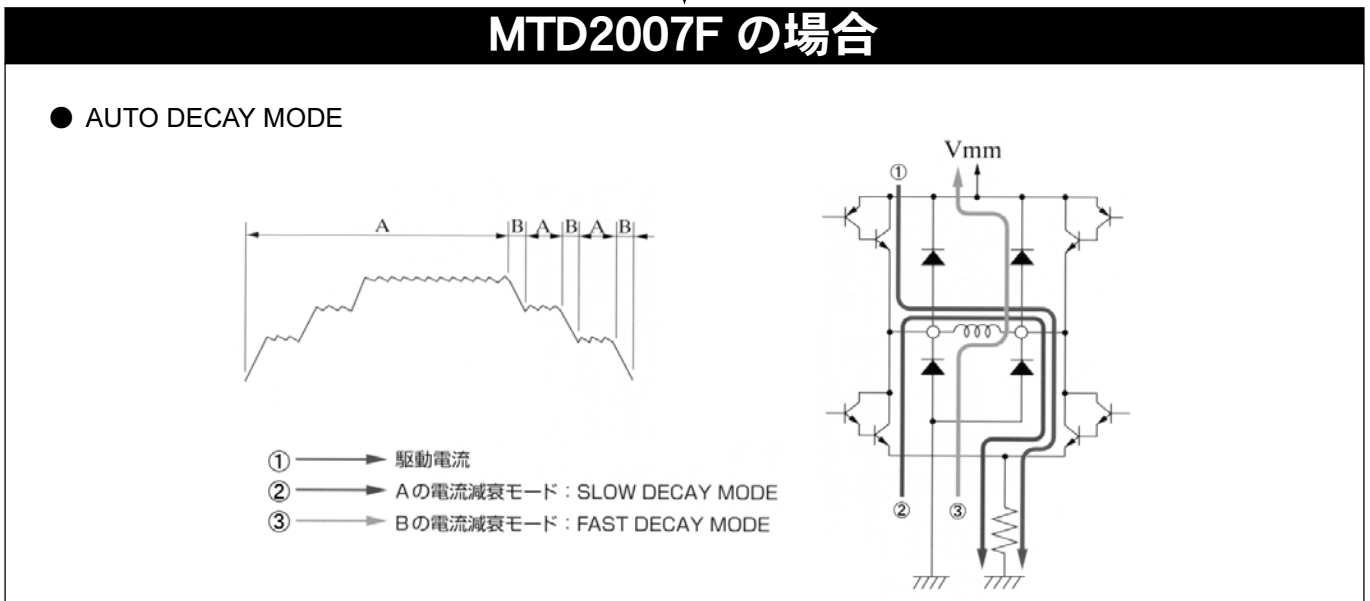 MTD2007F の場合
● AUTO DECAY MODE
A
B
A
B
A
B
Vmm
①
②
③
① 駆動電流
② Aの電流減衰モード：SLOW DECAY MODE
③ Bの電流減衰モード：FAST DECAY MODE